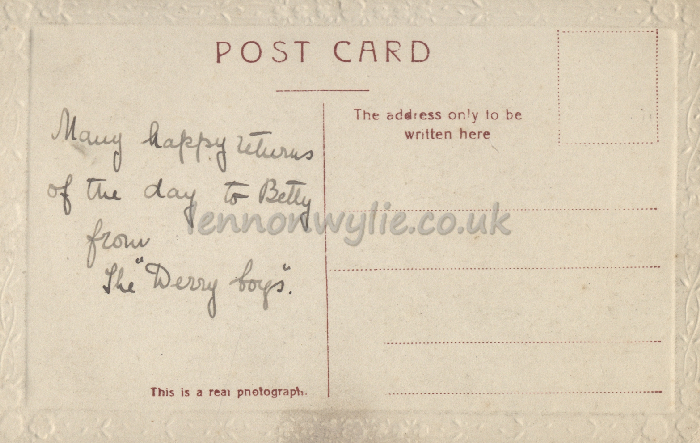 POST CARD
The address only to be
written here
Many happy returns
of the day to Betty
from
The "Derry boys".
lennonwylie.co.uk
This is a real photograph.